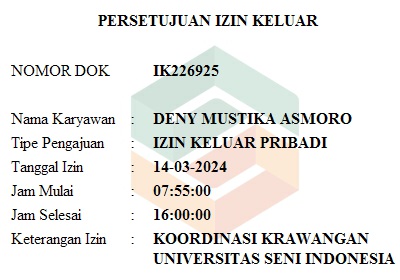 PERSETUJUAN IZIN KELUAR
NOMOR DOK IK226925
Nama Karyawan : DENY MUSTIKA ASMORO
Tipe Pengajuan : IZIN KELUAR PRIBADI
Tanggal Izin : 14-03-2024
Jam Mulai : 07:55:00
Jam Selesai : 16:00:00
Keterangan Izin : KOORDINASI KRAWANGAN
UNIVERSITAS SENI INDONESIA